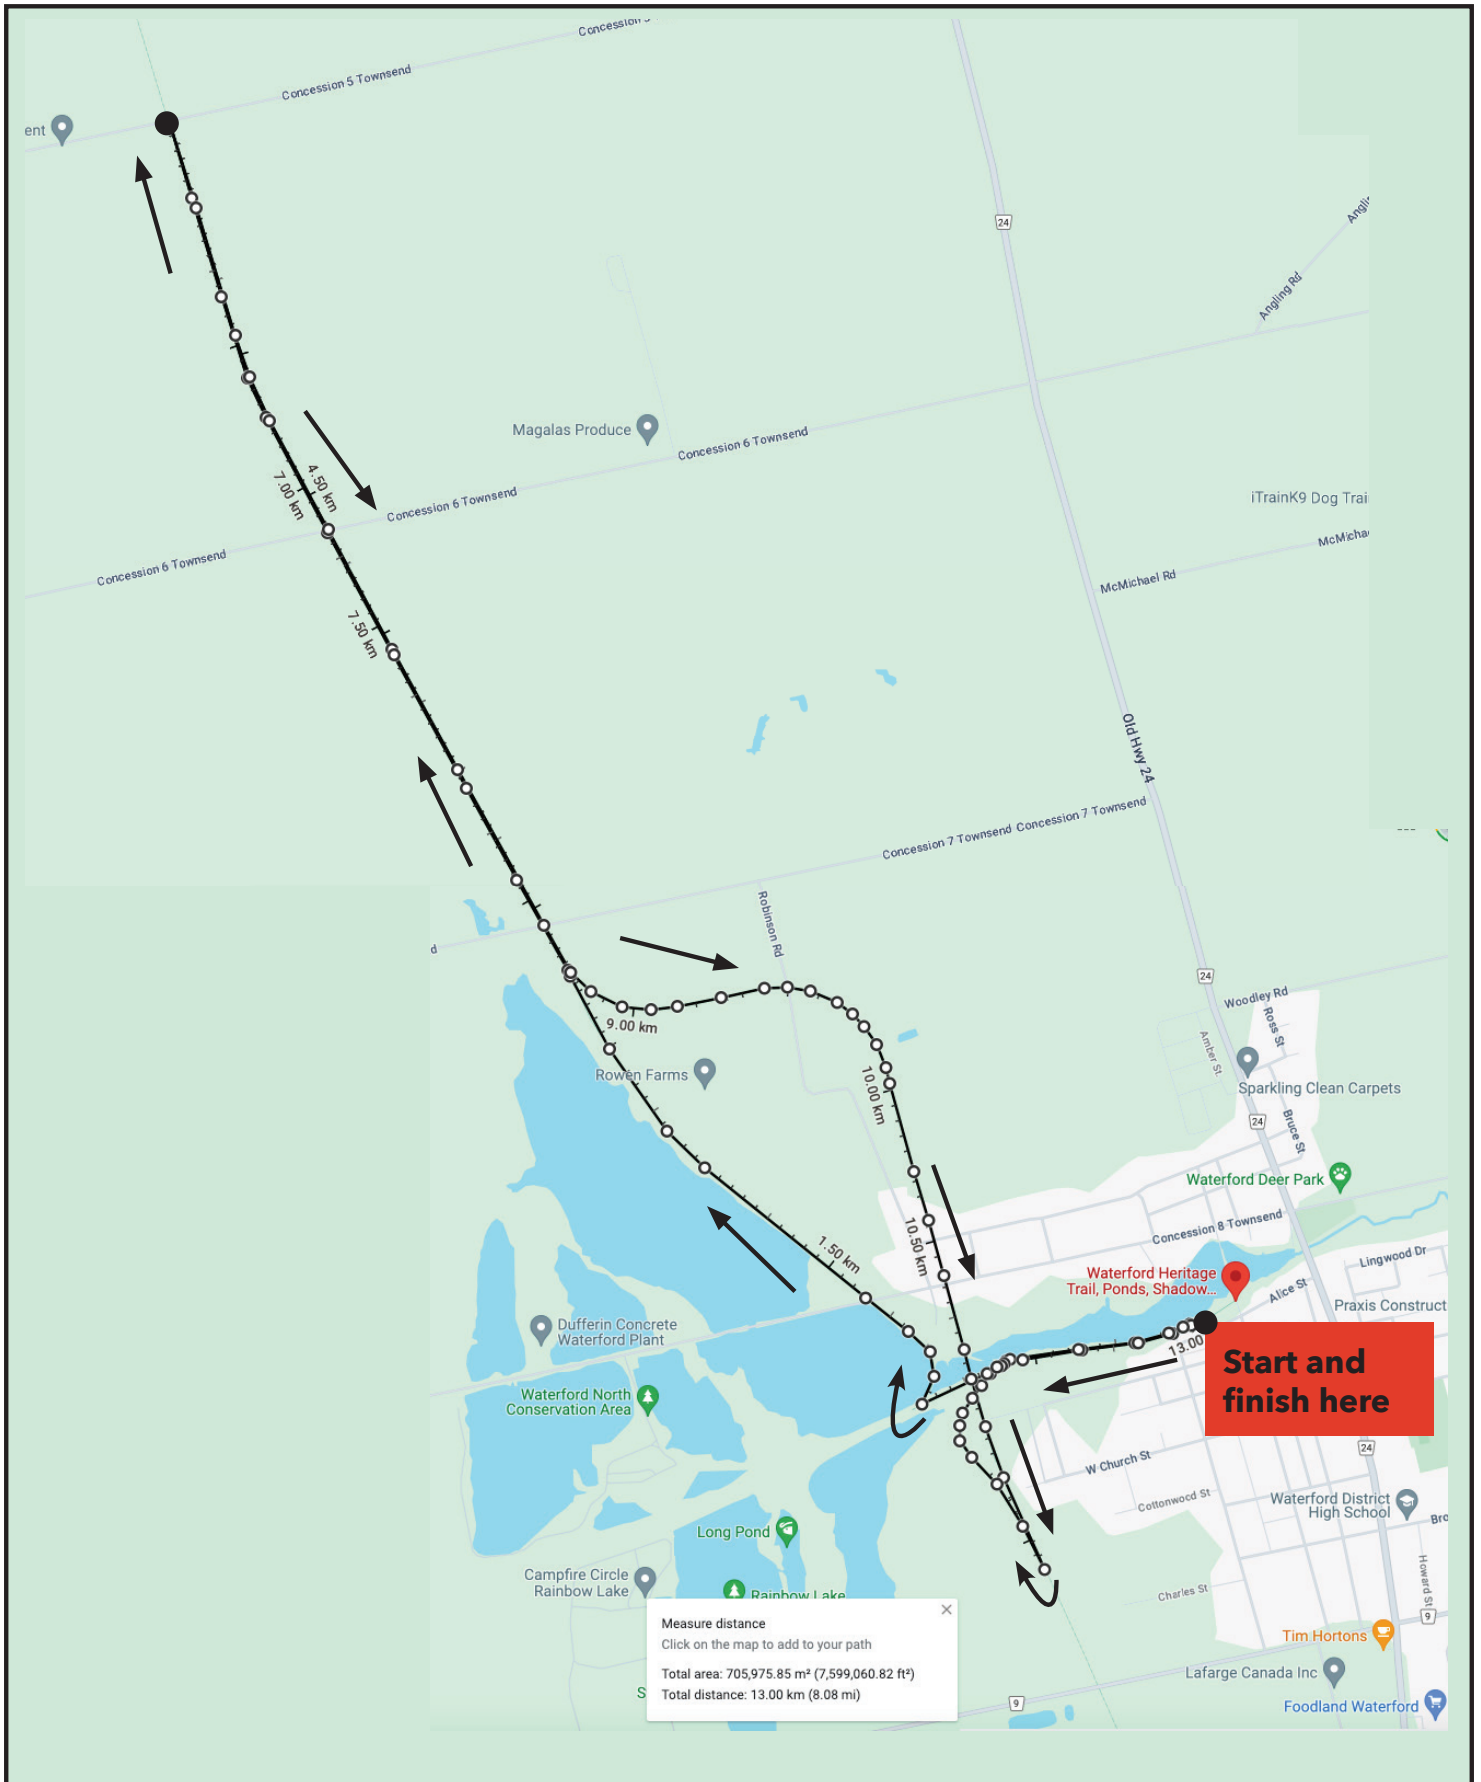 Concession 5 Townsend
ent
24
Angling Rd
Magalas Produce
Concession 6 Townsend
4.50 km
7.00 km
Concession 6 Townsend
iTrainK9 Dog Trai
McMicha
Concession 6 Townsend
McMichael Rd
7.50 km
Old Hwy 24
Concession 7 Townsend
Concession 7 Townsend
Robinson Rd
d
24
Woodley Rd
Ross St
9.00 km
Amber St
Rowen Farms
Sparkling Clean Carpets
10.00 km
24
Bruce St
Waterford Deer Park
Concession 8 Townsend
10.50 km
1.50 km
Lingwood Dr
Waterford Heritage
Trail, Ponds, Shadow...
Alice St
Praxis Construct
Dufferin Concrete
Waterford Plant
13.00
Start and
finish here
Waterford North
Conservation Area
24
W Church St
Cottonwood St
Waterford District
High School
Bro
Long Pond
Campfire Circle
Rainbow Lake
Rainbow Lake
Howard St
Charles St
9
Measure distance
Click on the map to add to your path
Total area: 705,975.85 m² (7,599,060.82 ft²)
Total distance: 13.00 km (8.08 mi)
Tim Hortons
Lafarge Canada Inc
S
9
Foodland Waterford